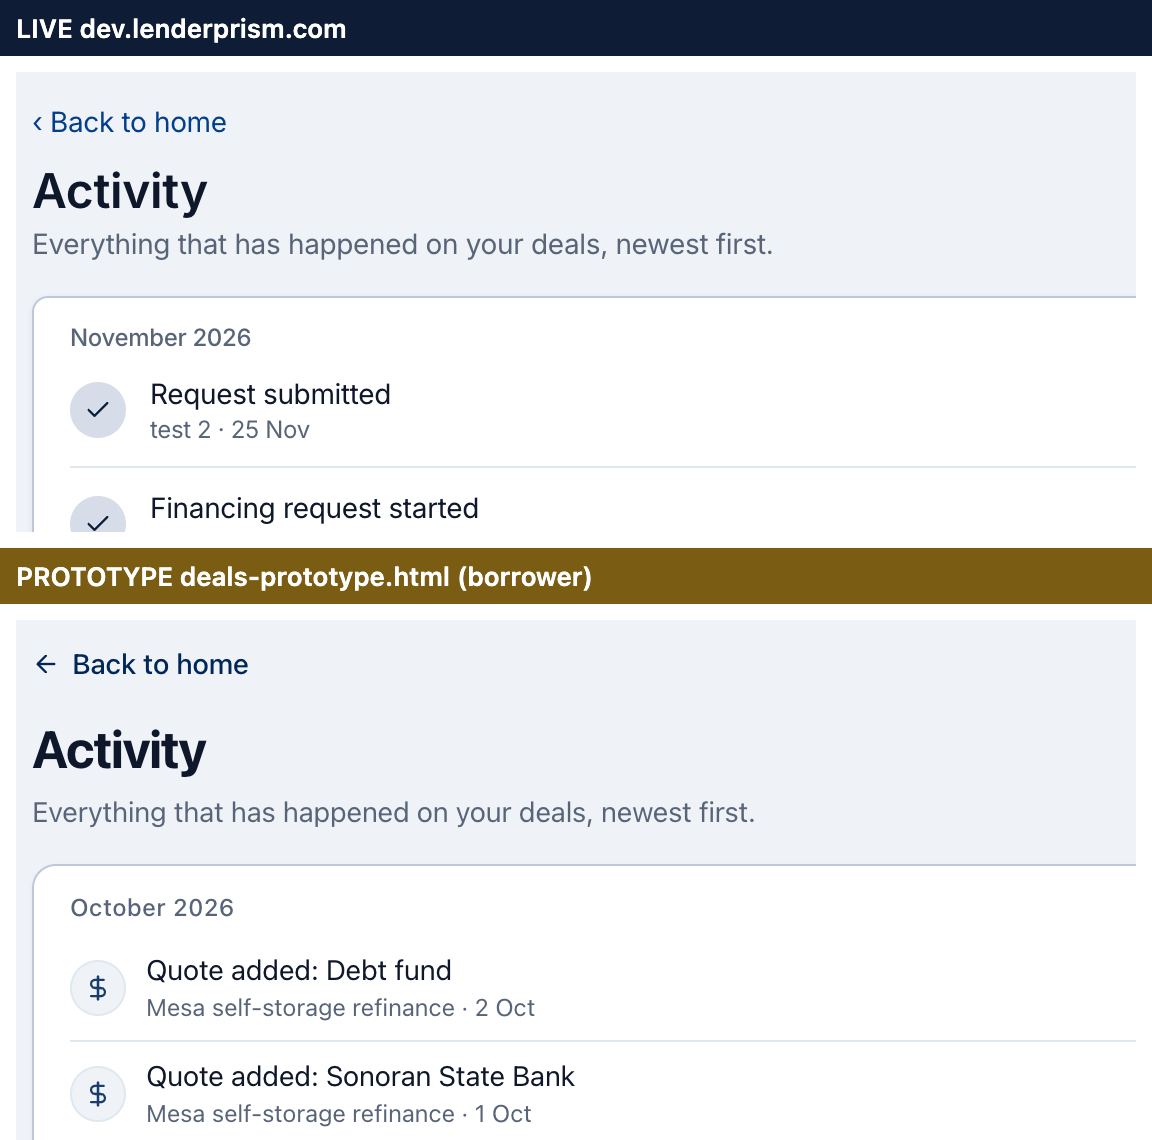 LIVE dev.lenderprism.com
‹ Back to home
Activity
Everything that has happened on your deals, newest first.
November 2026
Request submitted
test 2 · 25 Nov
Financing request started
PROTOTYPE deals-prototype.html (borrower)
← Back to home
Activity
Everything that has happened on your deals, newest first.
October 2026
$ Quote added: Debt fund
Mesa self-storage refinance · 2 Oct
$ Quote added: Sonoran State Bank
Mesa self-storage refinance · 1 Oct